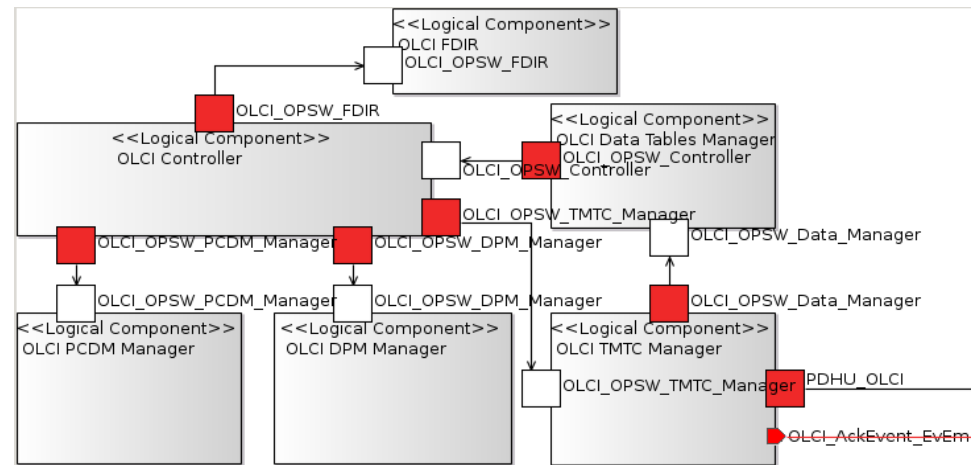 <<Logical Component>>
OLCI FDIR
OLCI_OPSW_FDIR
OLCI_OPSW_FDIR
<<Logical Component>>
OLCI Controller
<<Logical Component>>
OLCI Data Tables Manager
OLCI_OPSW_Controller
OLCI_OPSW_Controller
OLCI_OPSW_TMTC_Manager
OLCI_OPSW_PCDM_Manager
OLCI_OPSW_DPM_Manager
OLCI_OPSW_Data_Manager
OLCI_OPSW_PCDM_Manager
OLCI_OPSW_DPM_Manager
OLCI_OPSW_Data_Manager
<<Logical Component>>
OLCI PCDM Manager
<<Logical Component>>
OLCI DPM Manager
<<Logical Component>>
OLCI TMTC Manager
OLCI_OPSW_TMTC_Manager
PDHU_OLCI
OLCI_AckEvent_EvEm